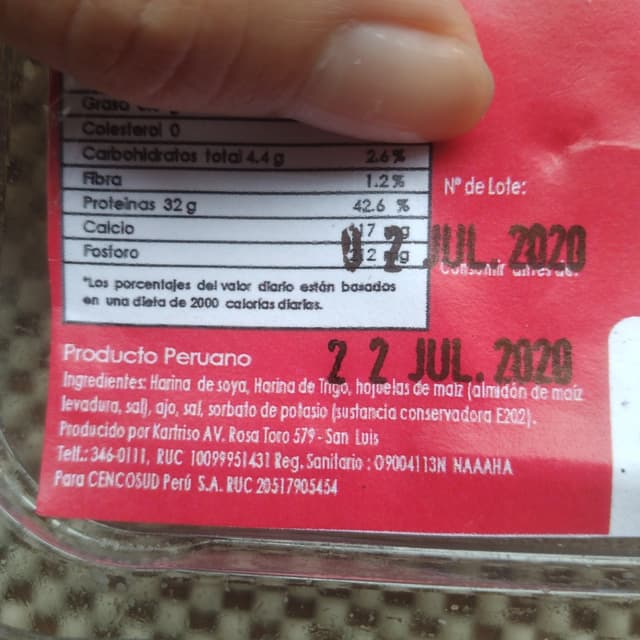 Grasa
Colesterol 0
Carbohidratos total 4.4 g 2.6 %
Fibra 1.2 %
Proteinas 32 g 42.6 %
Calcio
Fosforo
*Los porcentajes del valor diario están basados
en una dieta de 2000 calorías diarias.
N° de Lote:
02 JUL. 2020
Consumir antes de:
22 JUL. 2020
Producto Peruano
Ingredientes: Harina de soya, Harina de Trigo, hojuelas de maíz (almidón de maíz
levadura, sal), ajo, sal, sorbato de potasio (sustancia conservadora E202).
Producido por Kartriso AV. Rosa Toro 579 - San Luis
Telf.: 346-0111, RUC 10099951431 Reg. Sanitario : O9004113N NAAAHA
Para CENCOSUD Perú S.A. RUC 20517905454